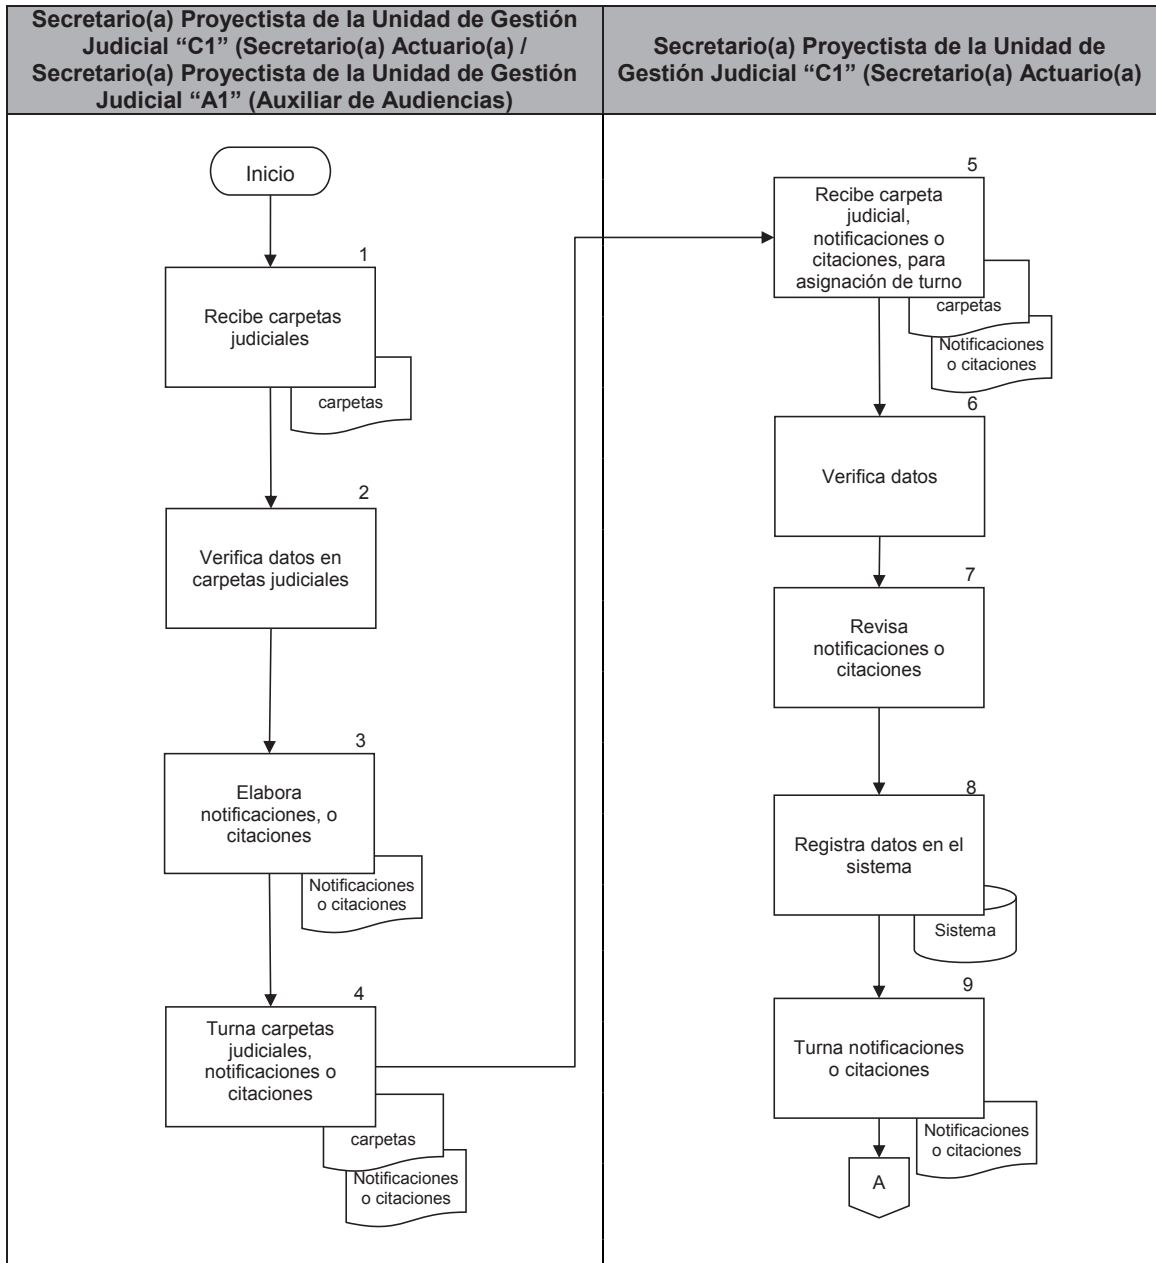 Secretario(a) Proyectista de la Unidad de Gestión
Judicial “C1” (Secretario(a) Actuario(a) /
Secretario(a) Proyectista de la Unidad de Gestión
Judicial “A1” (Auxiliar de Audiencias)
Secretario(a) Proyectista de la Unidad de
Gestión Judicial “C1” (Secretario(a) Actuario(a)
Inicio
1
Recibe carpetas
judiciales
carpetas
2
Verifica datos en
carpetas judiciales
3
Elabora
notificaciones, o
citaciones
Notificaciones
o citaciones
4
Turna carpetas
judiciales,
notificaciones o
citaciones
carpetas
Notificaciones
o citaciones
5
Recibe carpeta
judicial,
notificaciones o
citaciones, para
asignación de turno
carpetas
Notificaciones
o citaciones
6
Verifica datos
7
Revisa
notificaciones o
citaciones
8
Registra datos en el
sistema
Sistema
9
Turna notificaciones
o citaciones
Notificaciones
o citaciones
A